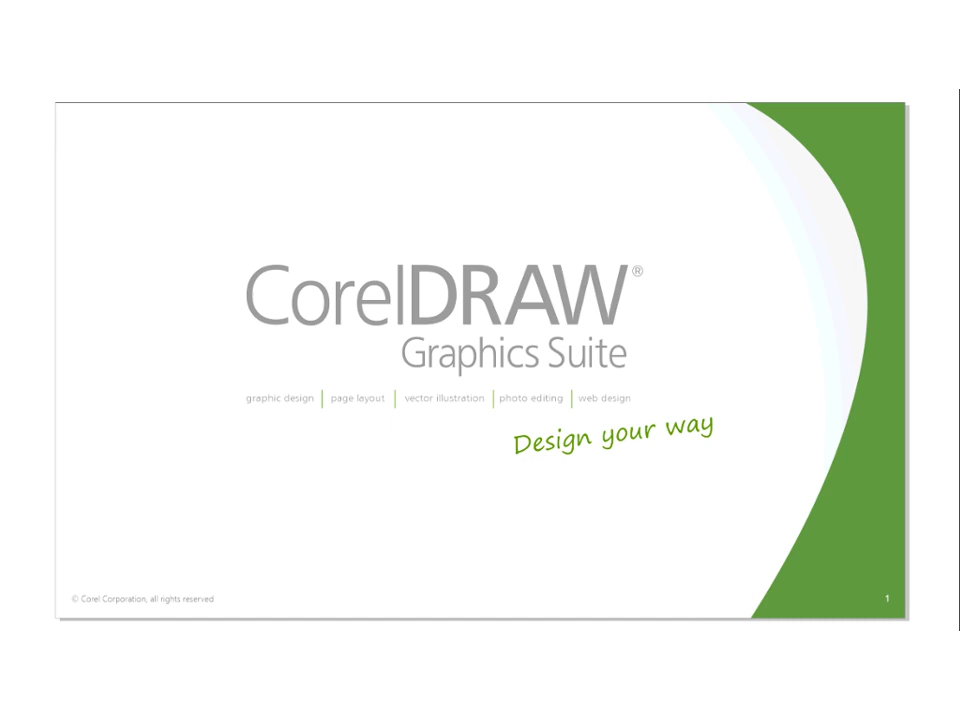 CorelDRAW®
Graphics Suite
graphic design | page layout | vector illustration | photo editing | web design
Design your way
© Corel Corporation, all rights reserved
1